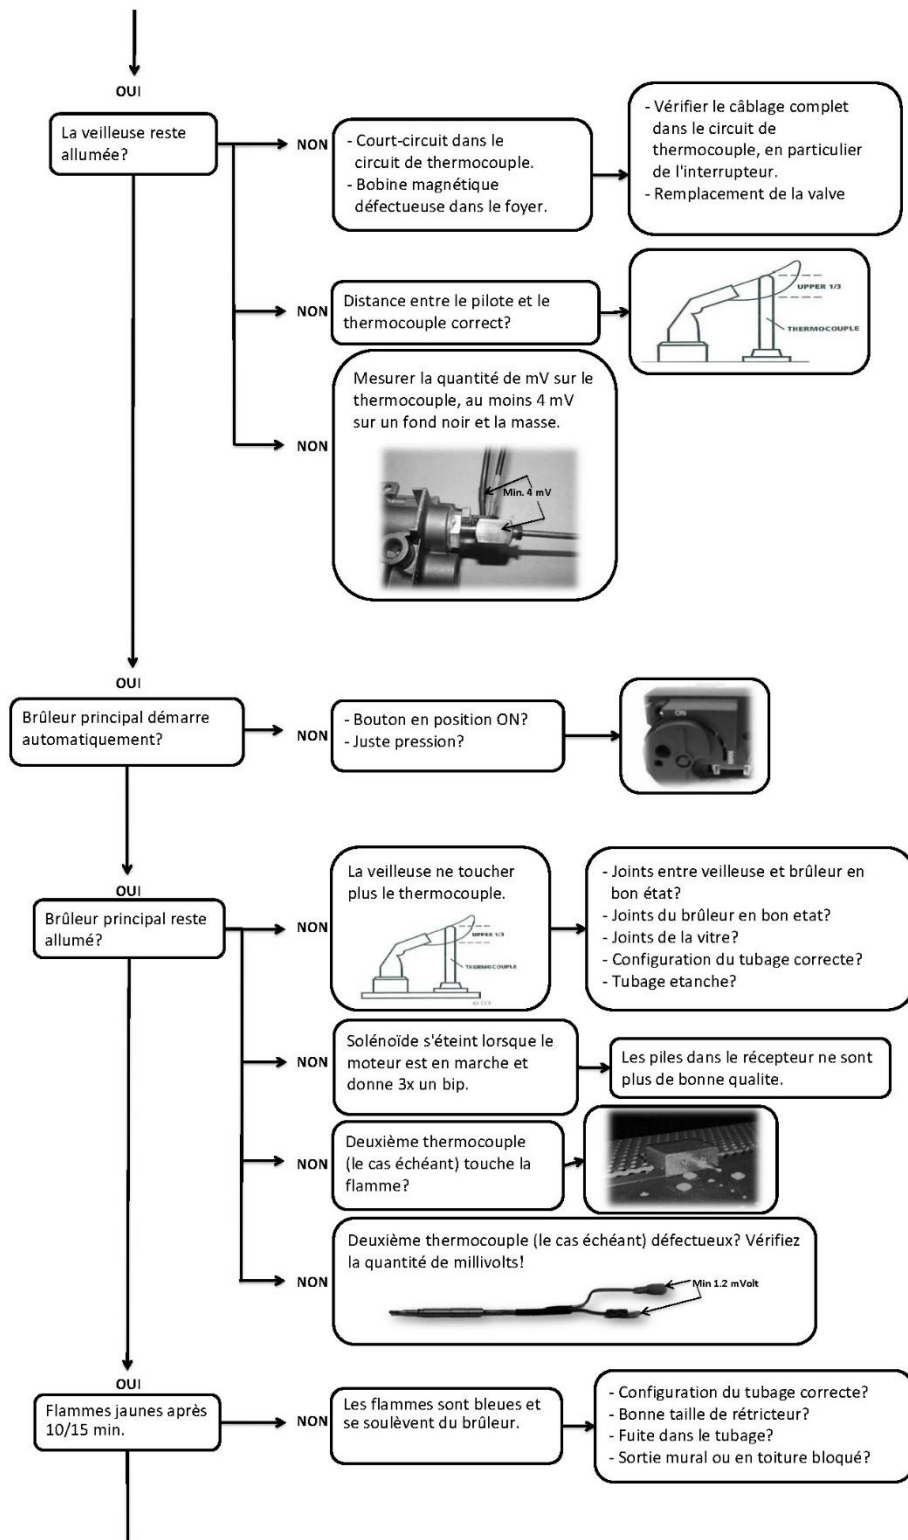 OUI
La veilleuse reste
allumée?
NON
- Court-circuit dans le
circuit de thermocouple.
- Bobine magnétique
défectueuse dans le foyer.
- Vérifier le câblage complet
dans le circuit de
thermocouple, en particulier
de l'interrupteur.
- Remplacement de la valve
NON
Distance entre le pilote et le
thermocouple correct?
UPPER 1/3
THERMOCOUPLE
NON
Mesurer la quantité de mV sur le
thermocouple, au moins 4 mV
sur un fond noir et la masse.
Min. 4 mV
OUI
Brûleur principal démarre
automatiquement?
NON
- Bouton en position ON?
- Juste pression?
ON
OUI
Brûleur principal reste
allumé?
NON
La veilleuse ne toucher
plus le thermocouple.
UPPER 1/3
THERMOCOUPLE
- Joints entre veilleuse et brûleur en
bon état?
- Joints du brûleur en bon etat?
- Joints de la vitre?
- Configuration du tubage correcte?
- Tubage etanche?
NON
Solénoïde s'éteint lorsque le
moteur est en marche et
donne 3x un bip.
Les piles dans le récepteur ne sont
plus de bonne qualite.
NON
Deuxième thermocouple
(le cas échéant) touche la
flamme?
NON
Deuxième thermocouple (le cas échéant) défectueux? Vérifiez
la quantité de millivolts!
Min 1.2 mVolt
OUI
Flammes jaunes après
10/15 min.
NON
Les flammes sont bleues et
se soulèvent du brûleur.
- Configuration du tubage correcte?
- Bonne taille de rétricteur?
- Fuite dans le tubage?
- Sortie mural ou en toiture bloqué?